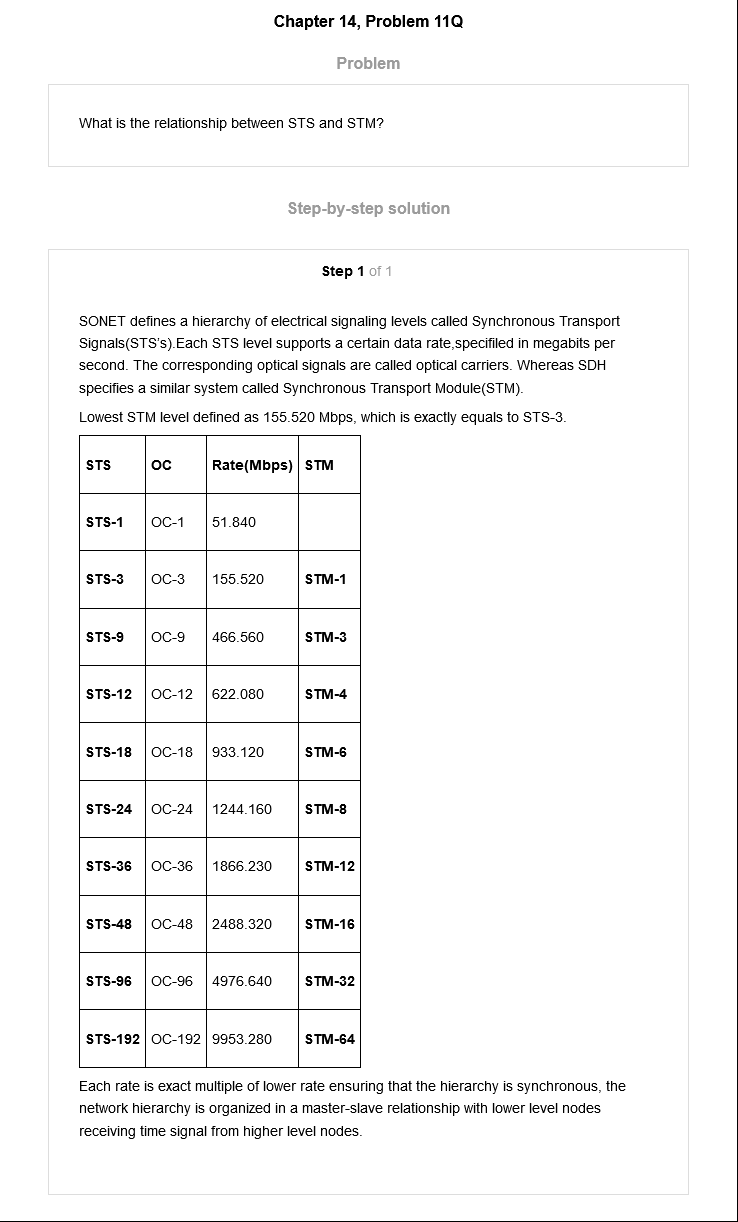 Chapter 14, Problem 11Q
Problem
What is the relationship between STS and STM?
Step-by-step solution
Step 1 of 1
SONET defines a hierarchy of electrical signaling levels called Synchronous Transport
Signals(STS's).Each STS level supports a certain data rate,specifiled in megabits per
second. The corresponding optical signals are called optical carriers. Whereas SDH
specifies a similar system called Synchronous Transport Module(STM).
Lowest STM level defined as 155.520 Mbps, which is exactly equals to STS-3.
STS OC Rate(Mbps) STM
STS-1 OC-1 51.840
STS-3 OC-3 155.520 STM-1
STS-9 OC-9 466.560 STM-3
STS-12 OC-12 622.080 STM-4
STS-18 OC-18 933.120 STM-6
STS-24 OC-24 1244.160 STM-8
STS-36 OC-36 1866.230 STM-12
STS-48 OC-48 2488.320 STM-16
STS-96 OC-96 4976.640 STM-32
STS-192 OC-192 9953.280 STM-64
Each rate is exact multiple of lower rate ensuring that the hierarchy is synchronous, the
network hierarchy is organized in a master-slave relationship with lower level nodes
receiving time signal from higher level nodes.